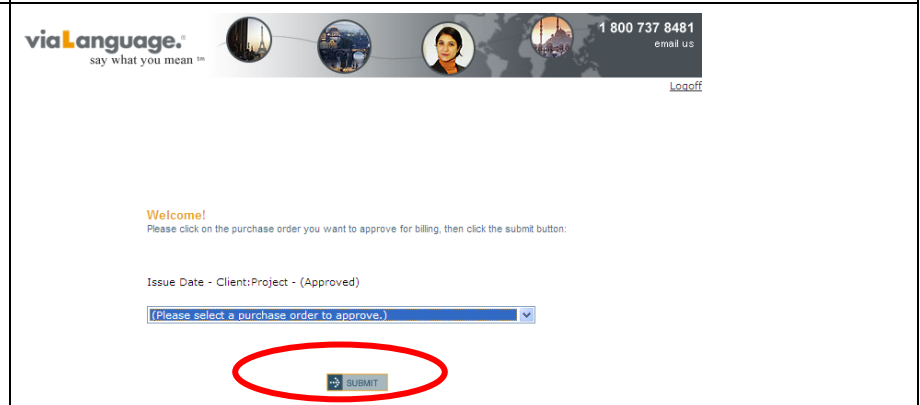 viaLanguage.®
say what you mean SM
1 800 737 8481
email us
Logoff
Welcome!
Please click on the purchase order you want to approve for billing, then click the submit button:
Issue Date - Client:Project - (Approved)
(Please select a purchase order to approve.)
SUBMIT